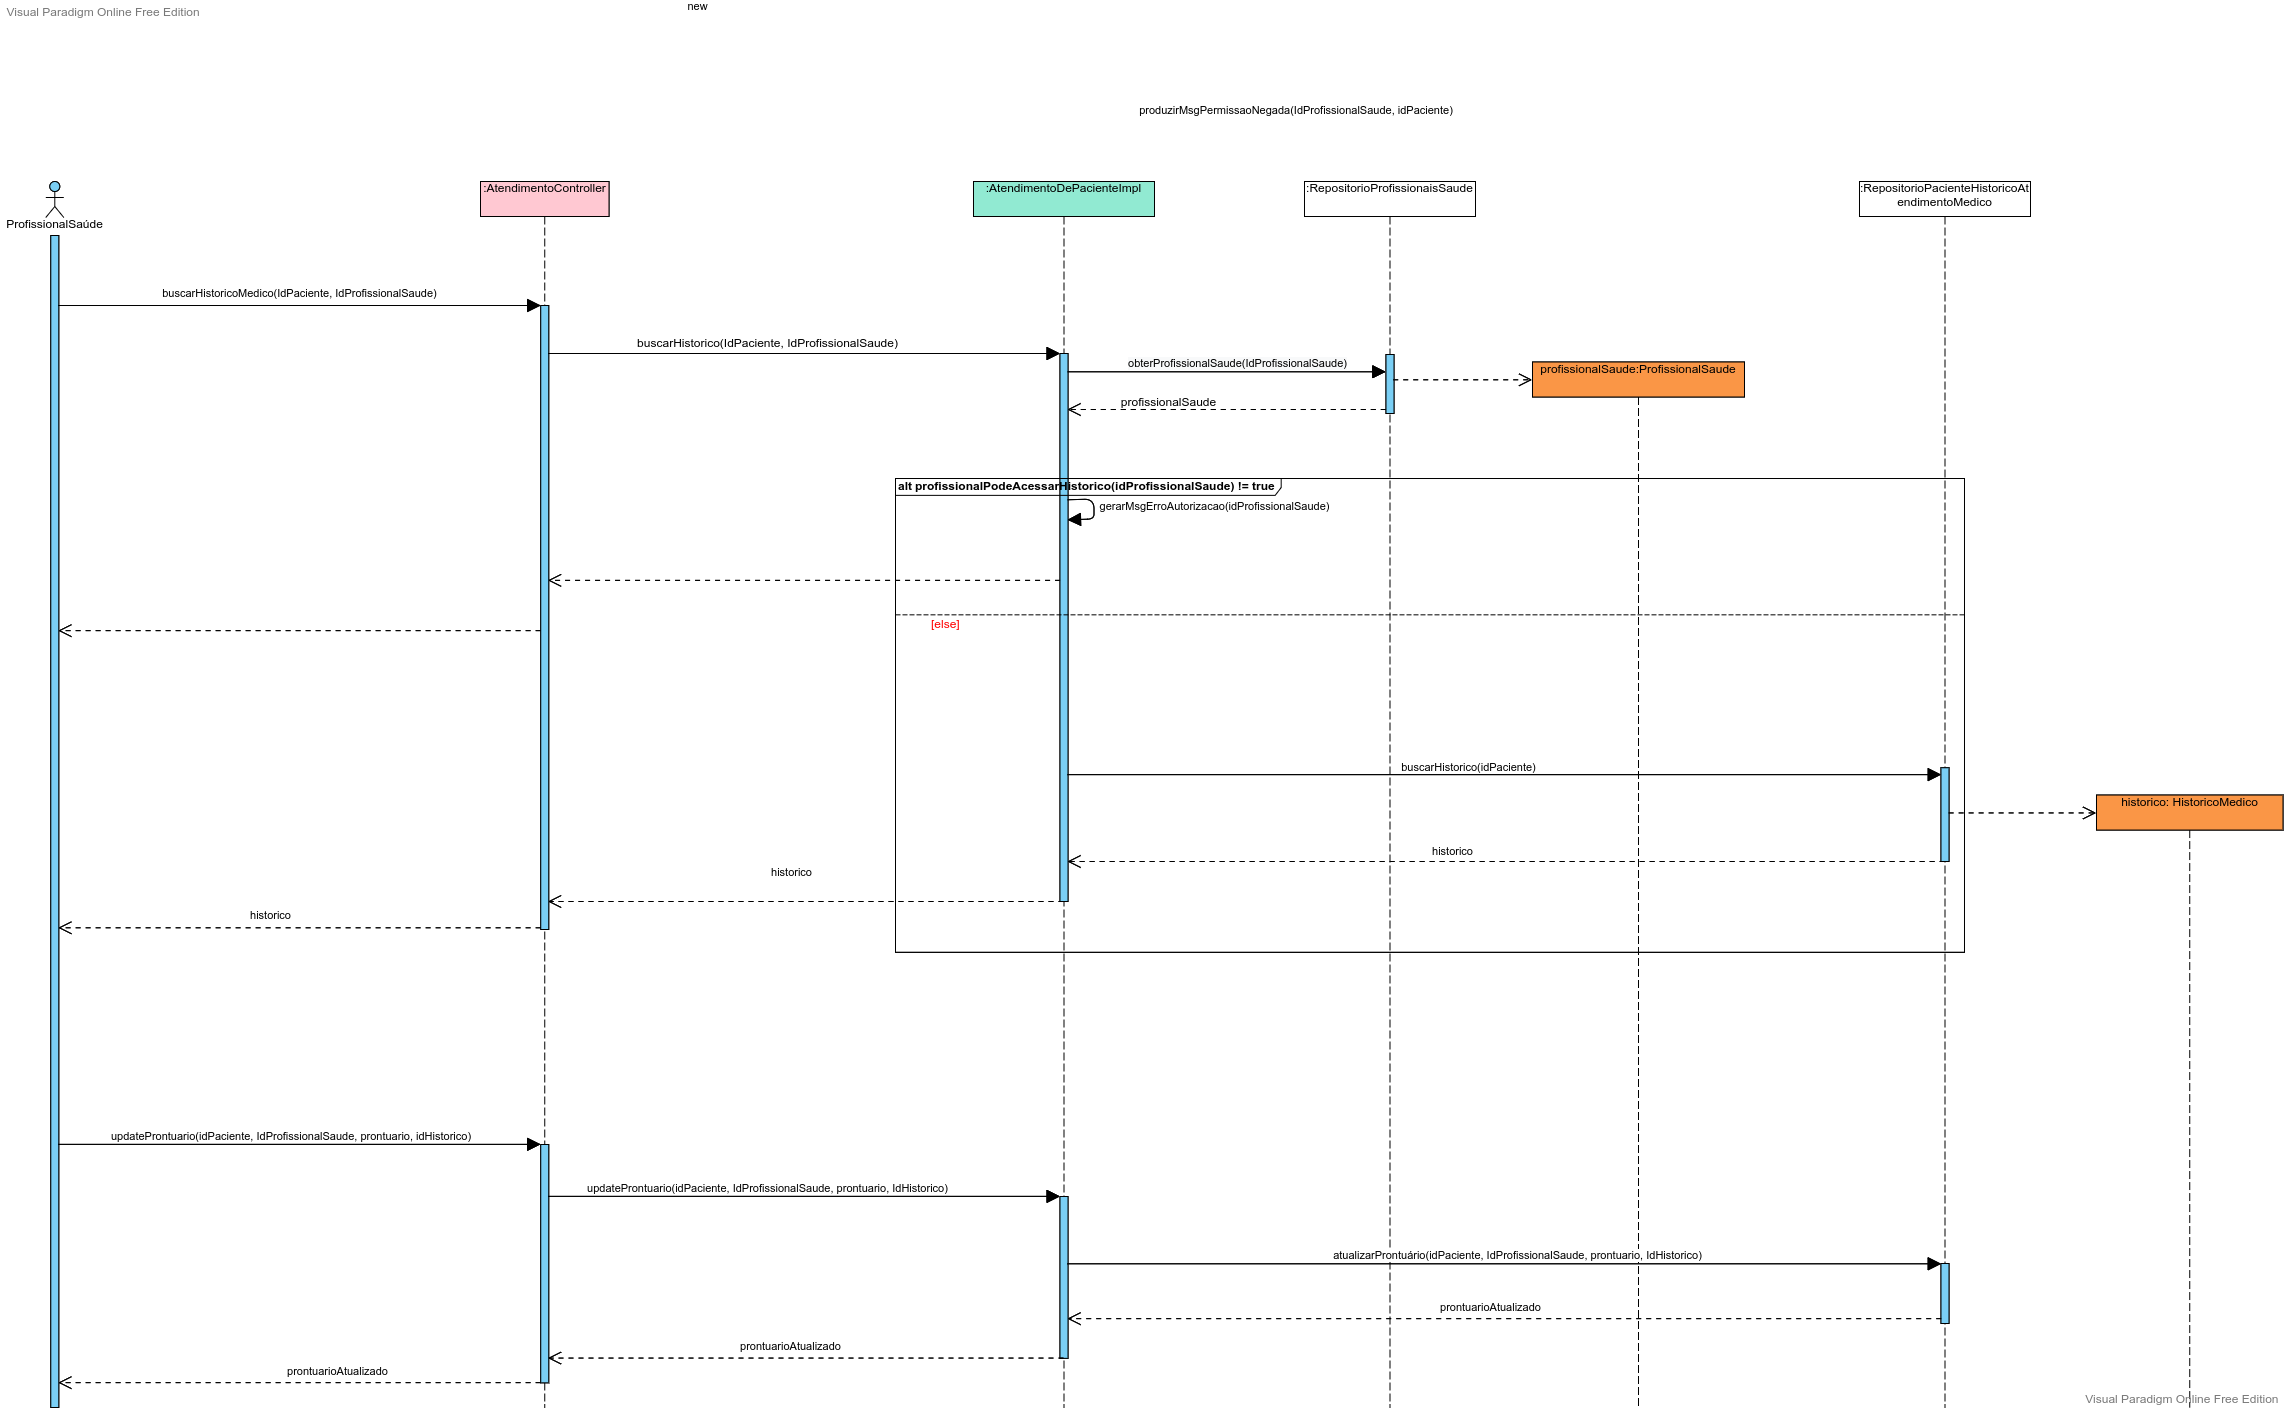 Visual Paradigm Online Free Edition
new
produzirMsgPermissaoNegada(IdProfissionalSaude, idPaciente)
ProfissionalSaúde
:AtendimentoController
:AtendimentoDePacienteImpl
:RepositorioProfissionaisSaude
:RepositorioPacienteHistoricoAt
endimentoMedico
buscarHistoricoMedico(IdPaciente, IdProfissionalSaude)
buscarHistorico(IdPaciente, IdProfissionalSaude)
obterProfissionalSaude(IdProfissionalSaude)
profissionalSaude:ProfissionalSaude
profissionalSaude
alt profissionalPodeAcessarHistorico(idProfissionalSaude) != true
gerarMsgErroAutorizacao(idProfissionalSaude)
[else]
buscarHistorico(idPaciente)
historico: HistoricoMedico
historico
historico
historico
updateProntuario(idPaciente, IdProfissionalSaude, prontuario, idHistorico)
updateProntuario(idPaciente, IdProfissionalSaude, prontuario, IdHistorico)
atualizarProntuário(idPaciente, IdProfissionalSaude, prontuario, IdHistorico)
prontuarioAtualizado
prontuarioAtualizado
prontuarioAtualizado
Visual Paradigm Online Free Edition